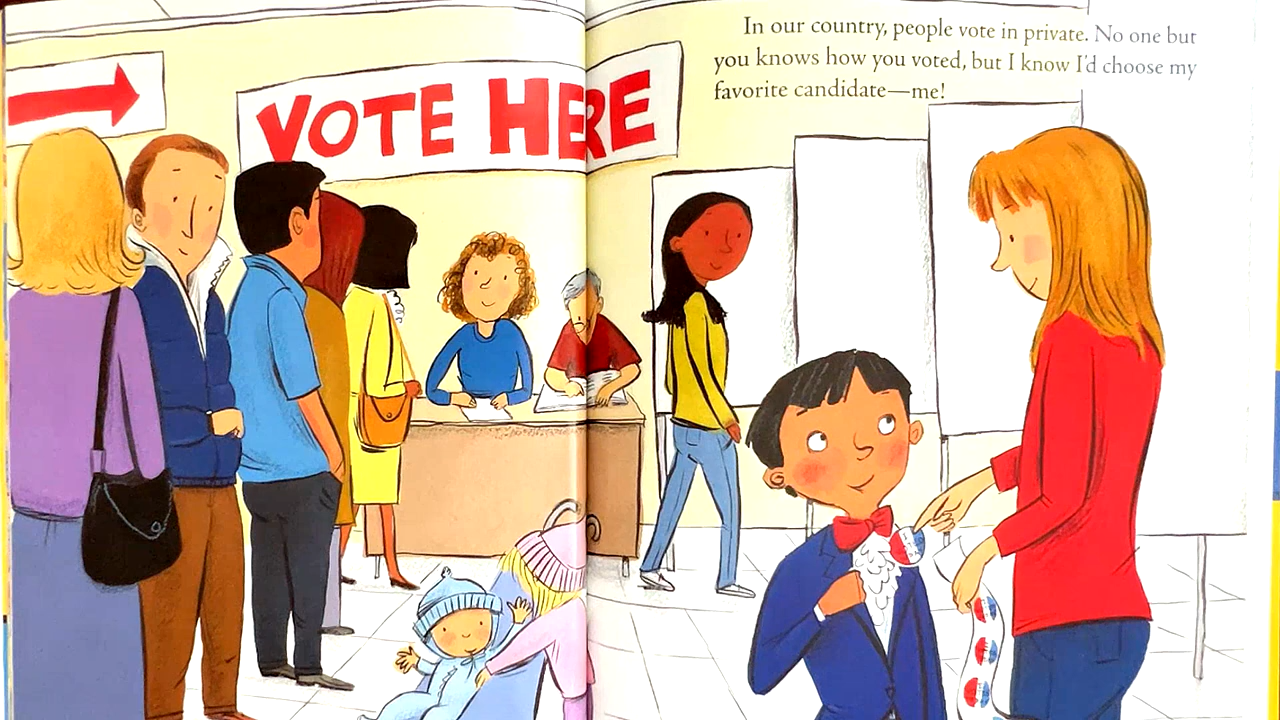 VOTE HERE
In our country, people vote in private. No one but
you knows how you voted, but I know I'd choose my
favorite candidate—me!